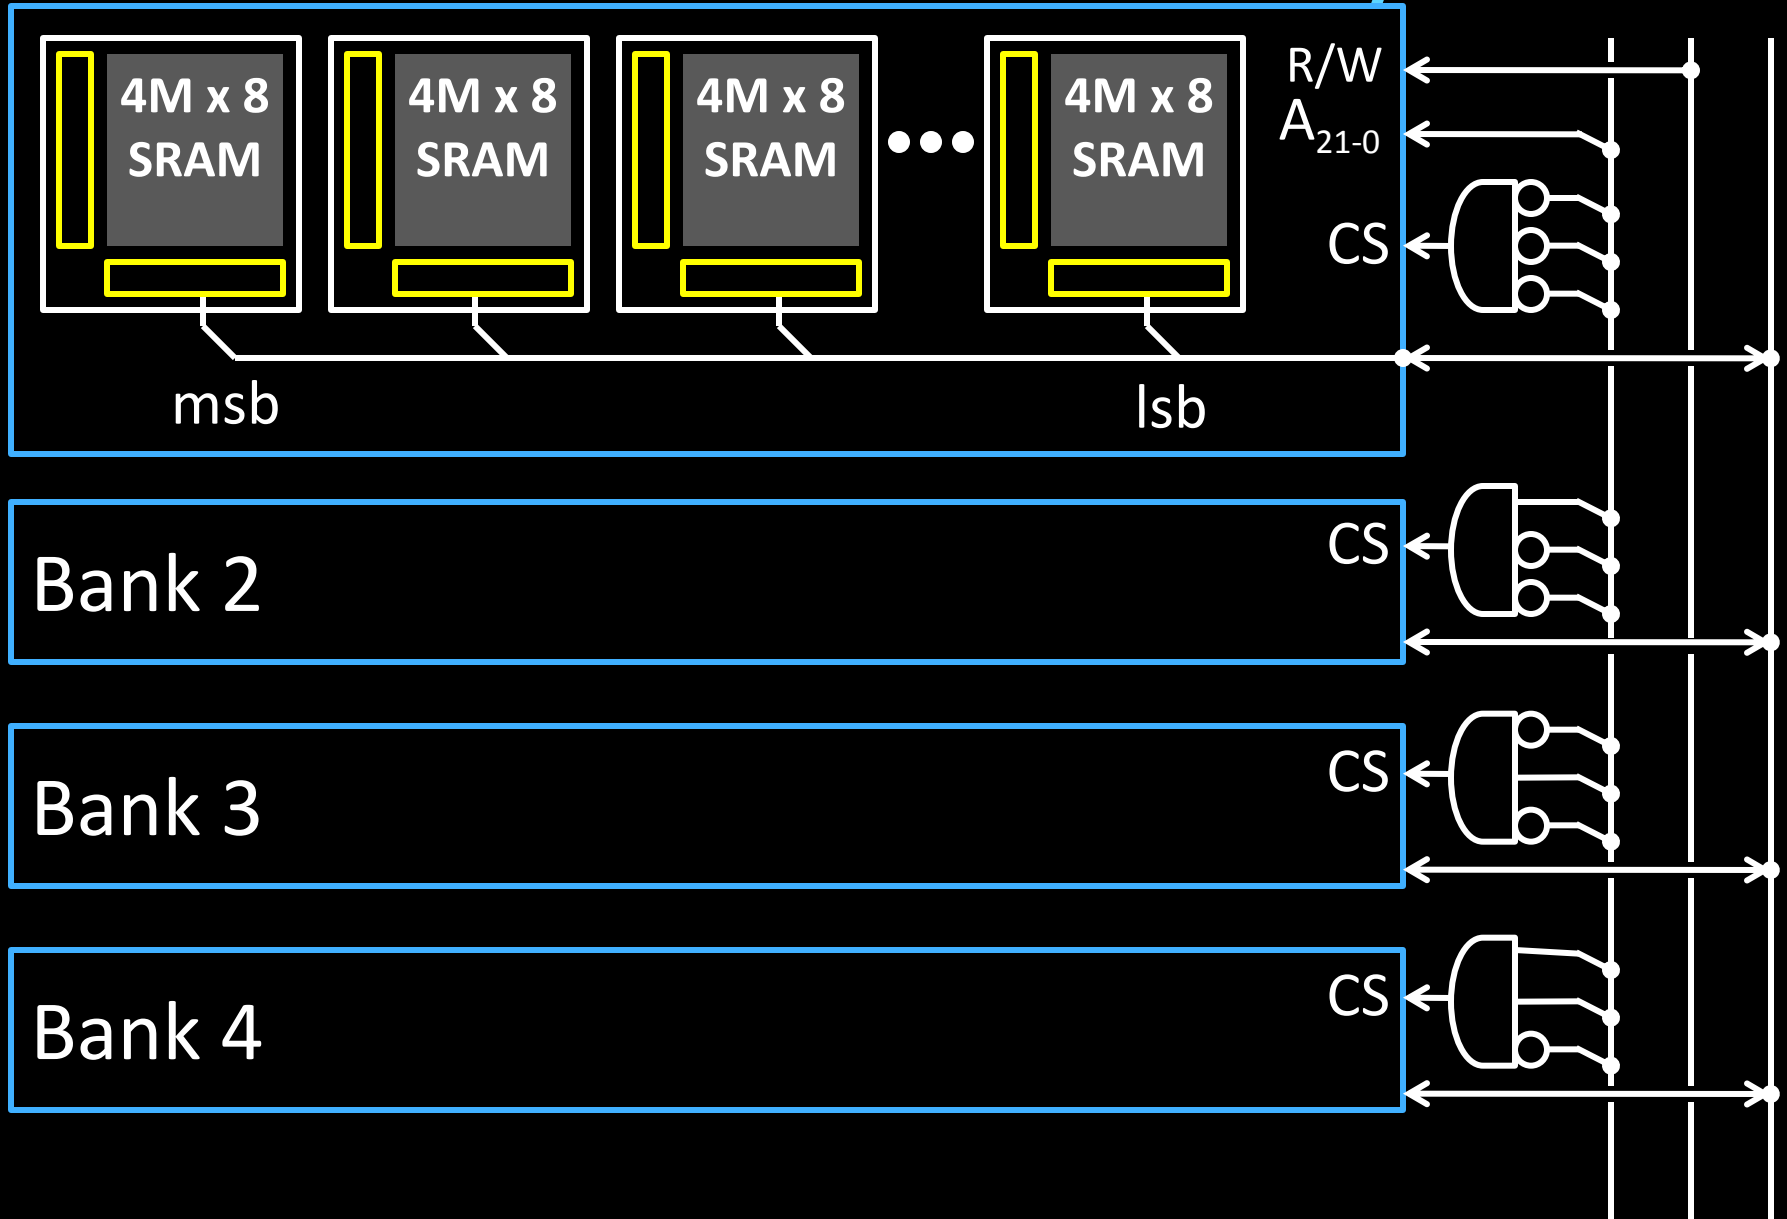 4M x 8
SRAM
4M x 8
SRAM
4M x 8
SRAM
4M x 8
SRAM
R/W
A21-0
CS
msb
lsb
Bank 2
CS
Bank 3
CS
Bank 4
CS